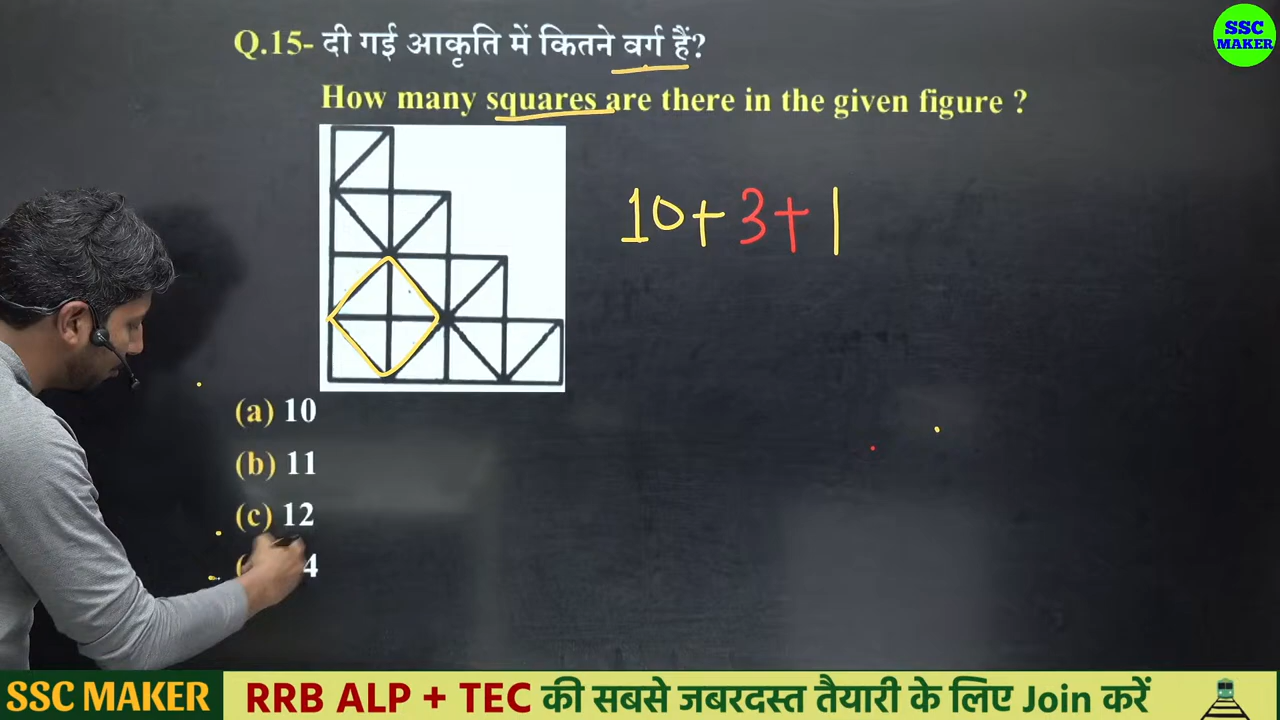 SSC
MAKER
Q.15- दी गई आकृति में कितने वर्ग हैं?
How many squares are there in the given figure ?
10+3+1
(a) 10
(b) 11
(c) 12
4
SSC MAKER
RRB ALP + TEC की सबसे जबरदस्त तैयारी के लिए Join करें